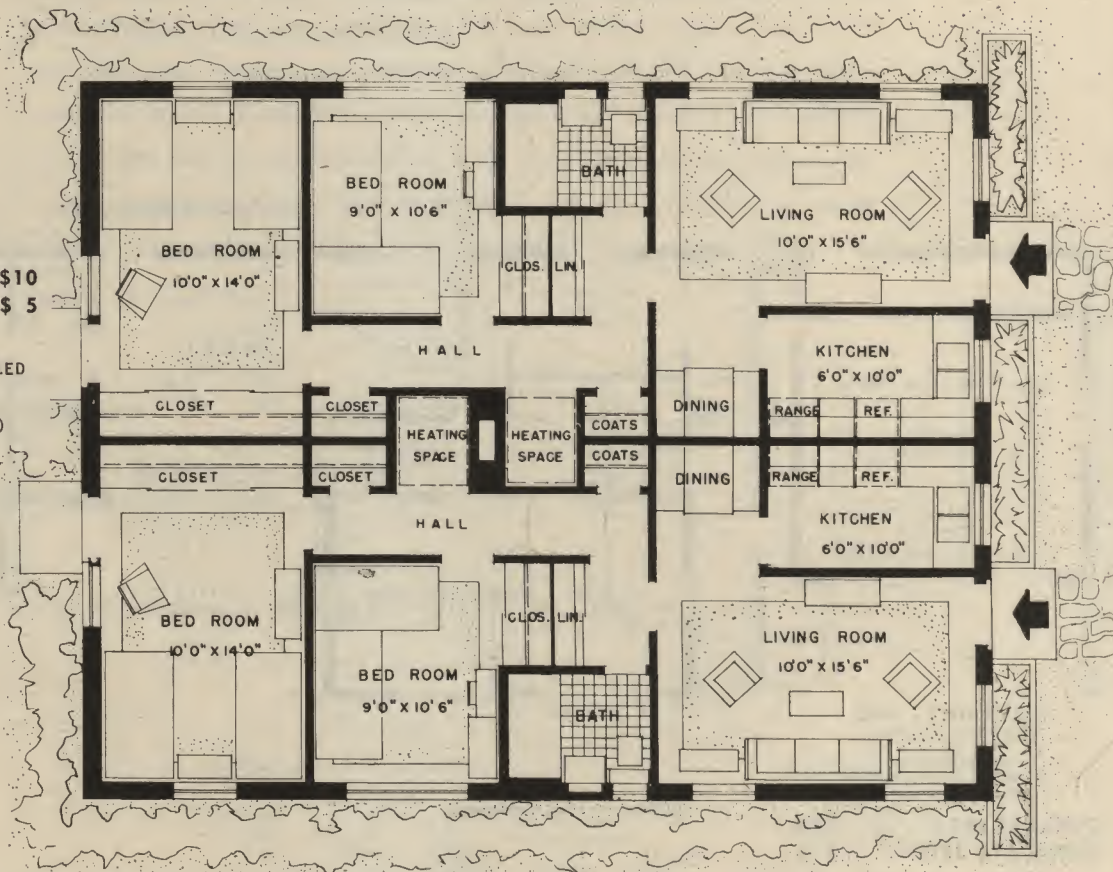 $10
$ 5
LED
)
BED ROOM
10'0" X 14'0"
BED ROOM
9'0" X 10'6"
BATH
LIVING ROOM
10'0" X 15'6"
CLOS.
LIN.
HALL
KITCHEN
6'0" X 10'0"
DINING
RANGE
REF.
CLOSET
CLOSET
HEATING
SPACE
HEATING
SPACE
COATS
COATS
CLOSET
CLOSET
DINING
RANGE
REF.
HALL
KITCHEN
6'0" X 10'0"
CLOS.
LIN.
BED ROOM
10'0" X 14'0"
BED ROOM
9'0" X 10'6"
BATH
LIVING ROOM
10'0" X 15'6"